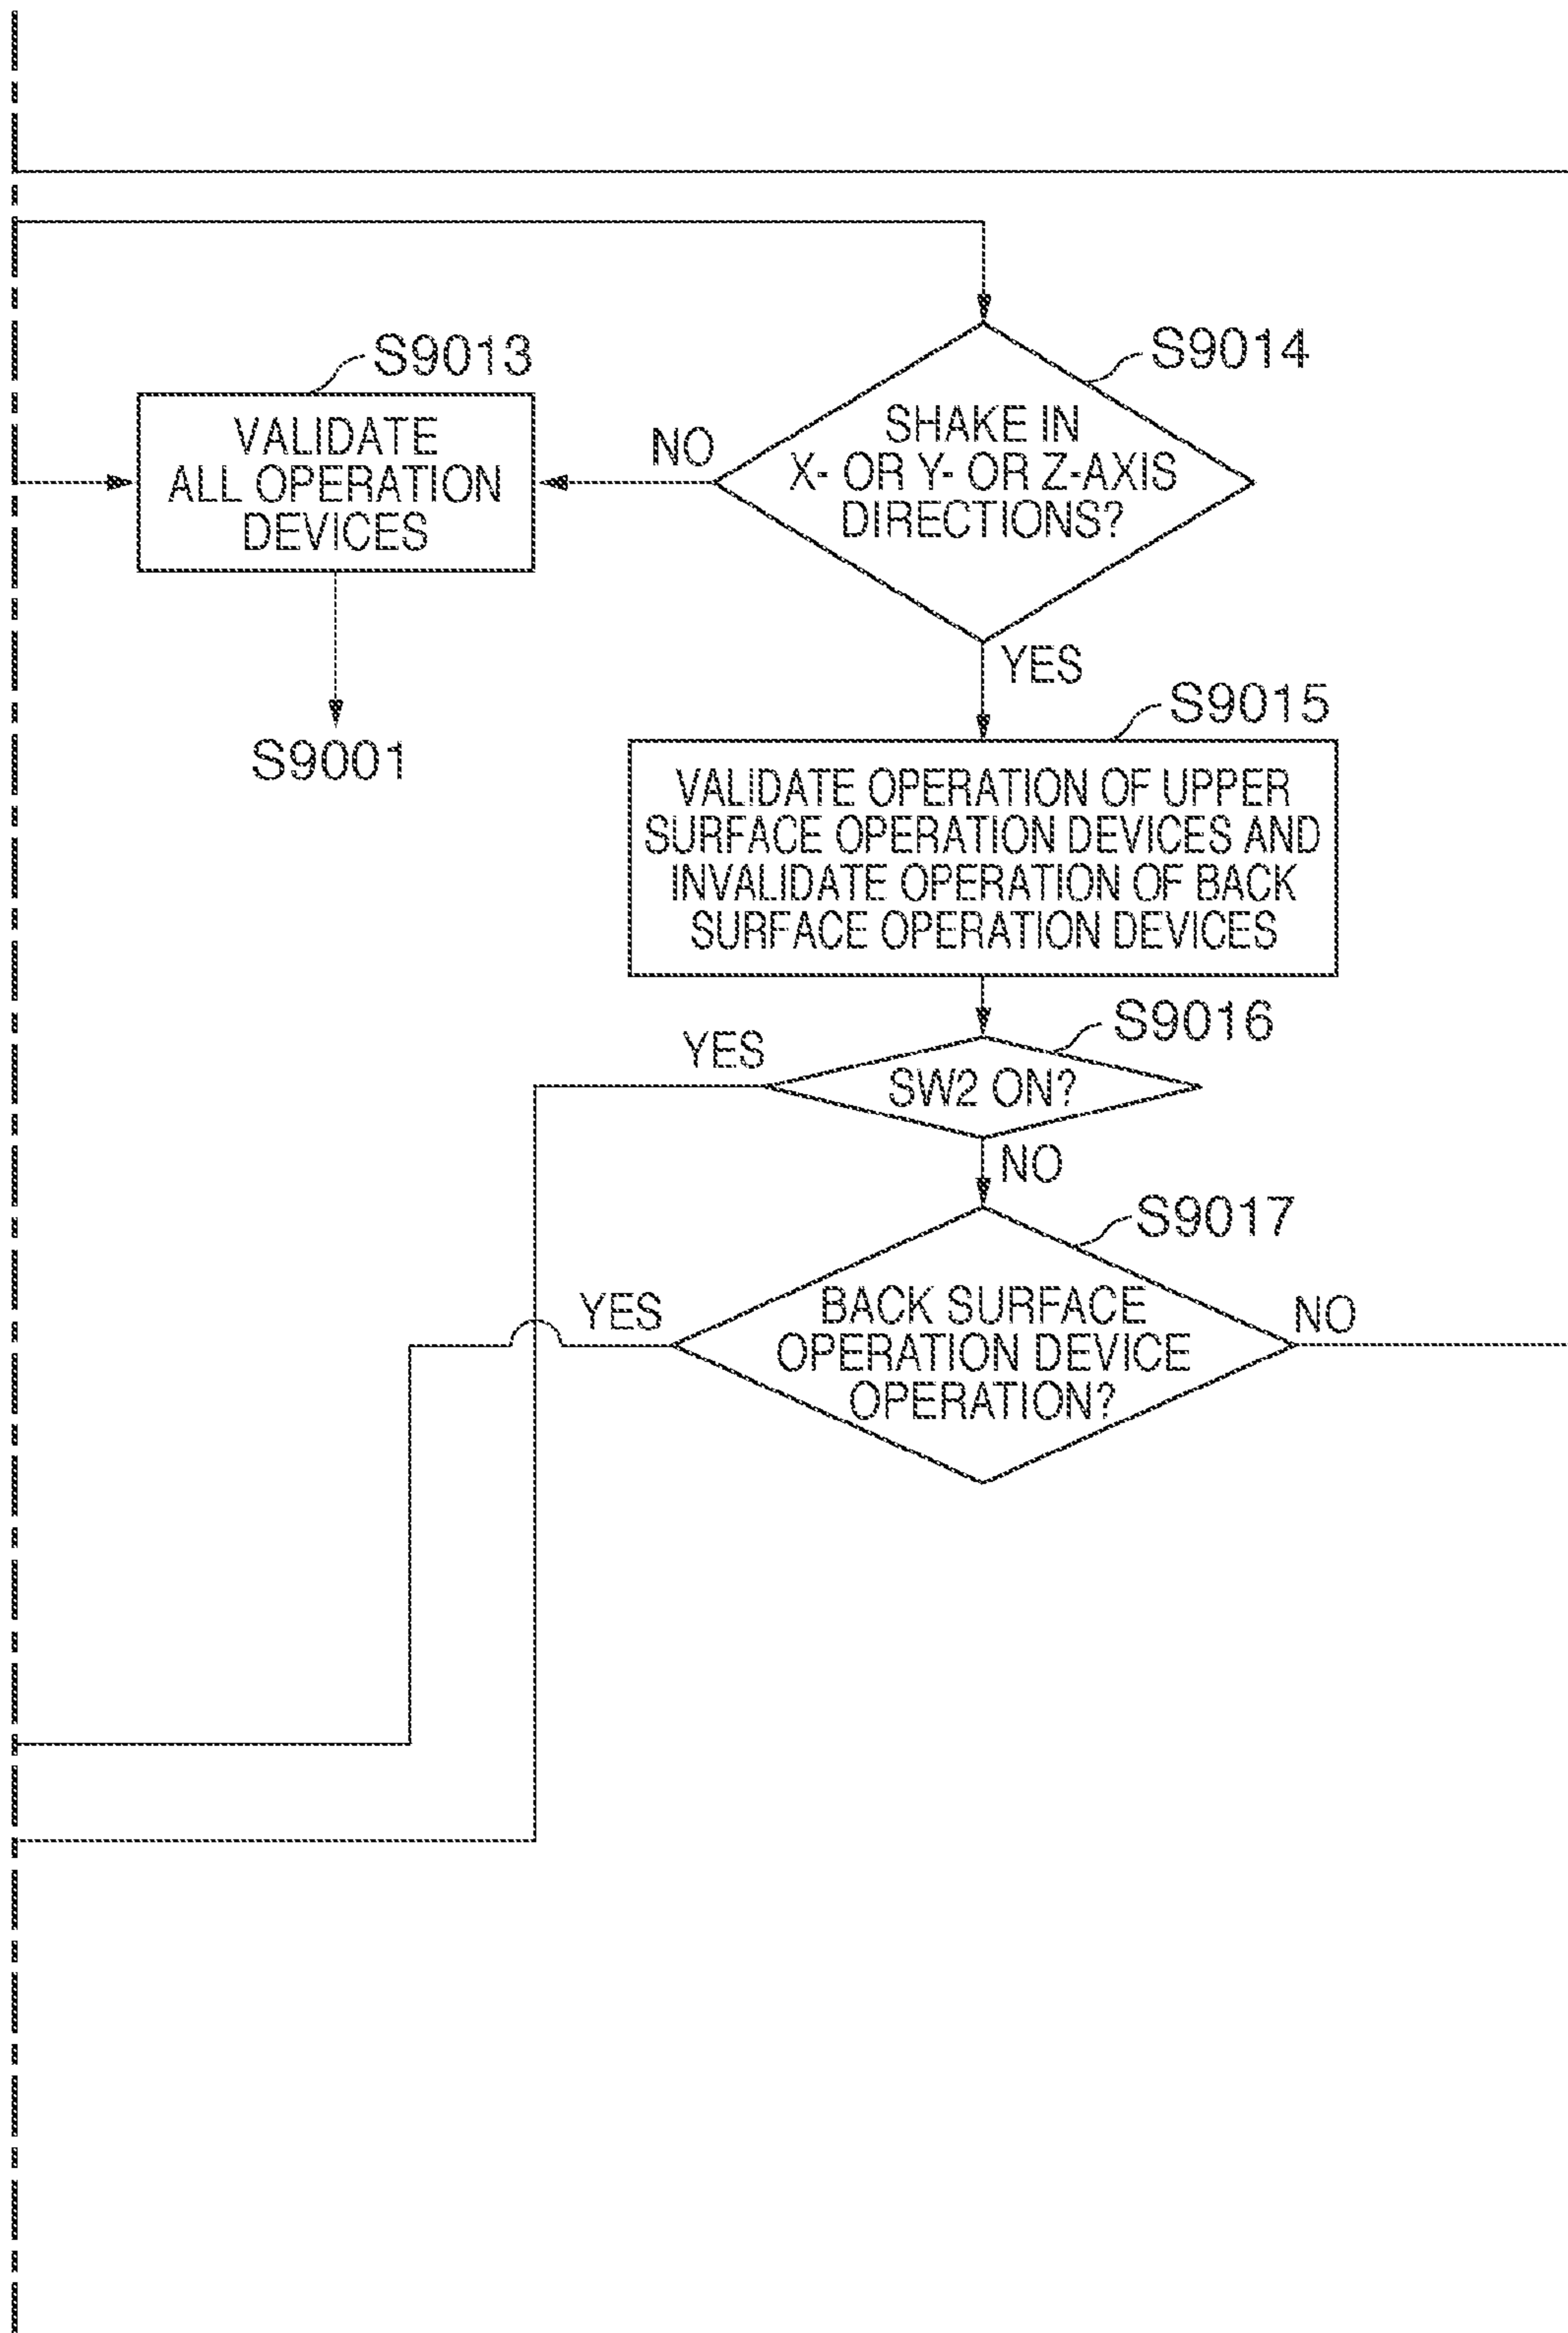 S9013
VALIDATE
ALL OPERATION
DEVICES
S9001
NO
S9014
SHAKE IN
X- OR Y- OR Z-AXIS
DIRECTIONS?
YES
S9015
VALIDATE OPERATION OF UPPER
SURFACE OPERATION DEVICES AND
INVALIDATE OPERATION OF BACK
SURFACE OPERATION DEVICES
S9016
YES
SW2 ON?
NO
S9017
YES
BACK SURFACE
OPERATION DEVICE
OPERATION?
NO